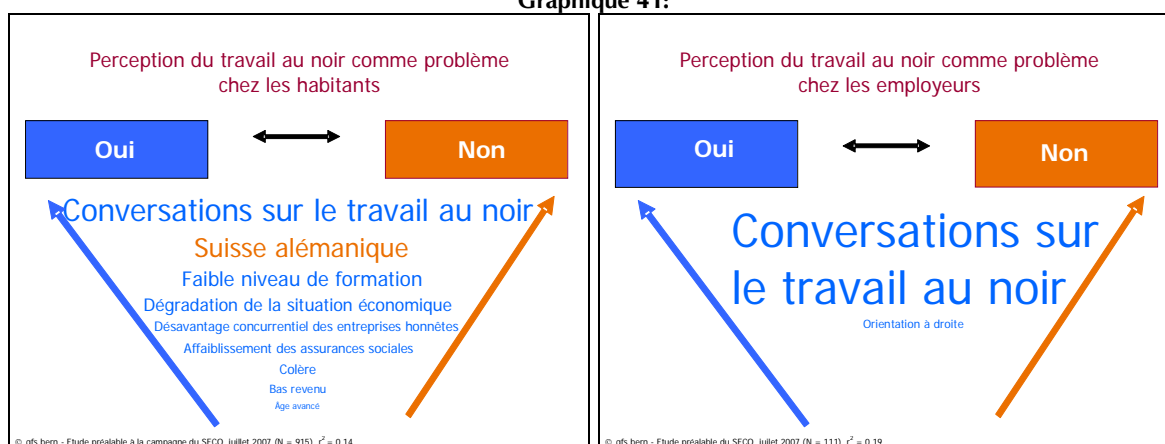 Graphique 41:
Perception du travail au noir comme problème
chez les habitants
Oui
Non
Conversations sur le travail au noir
Suisse alémanique
Faible niveau de formation
Dégradation de la situation économique
Désavantage concurrentiel des entreprises honnêtes
Affaiblissement des assurances sociales
Colère
Bas revenu
Âge avancé
© gfs.bern - Etude préalable à la campagne du SECO, juillet 2007 (N = 915), r² = 0.14
Perception du travail au noir comme problème
chez les employeurs
Oui
Non
Conversations sur
le travail au noir
Orientation à droite
© gfs.bern - Etude préalable du SECO, juilet 2007 (N = 111), r² = 0.19